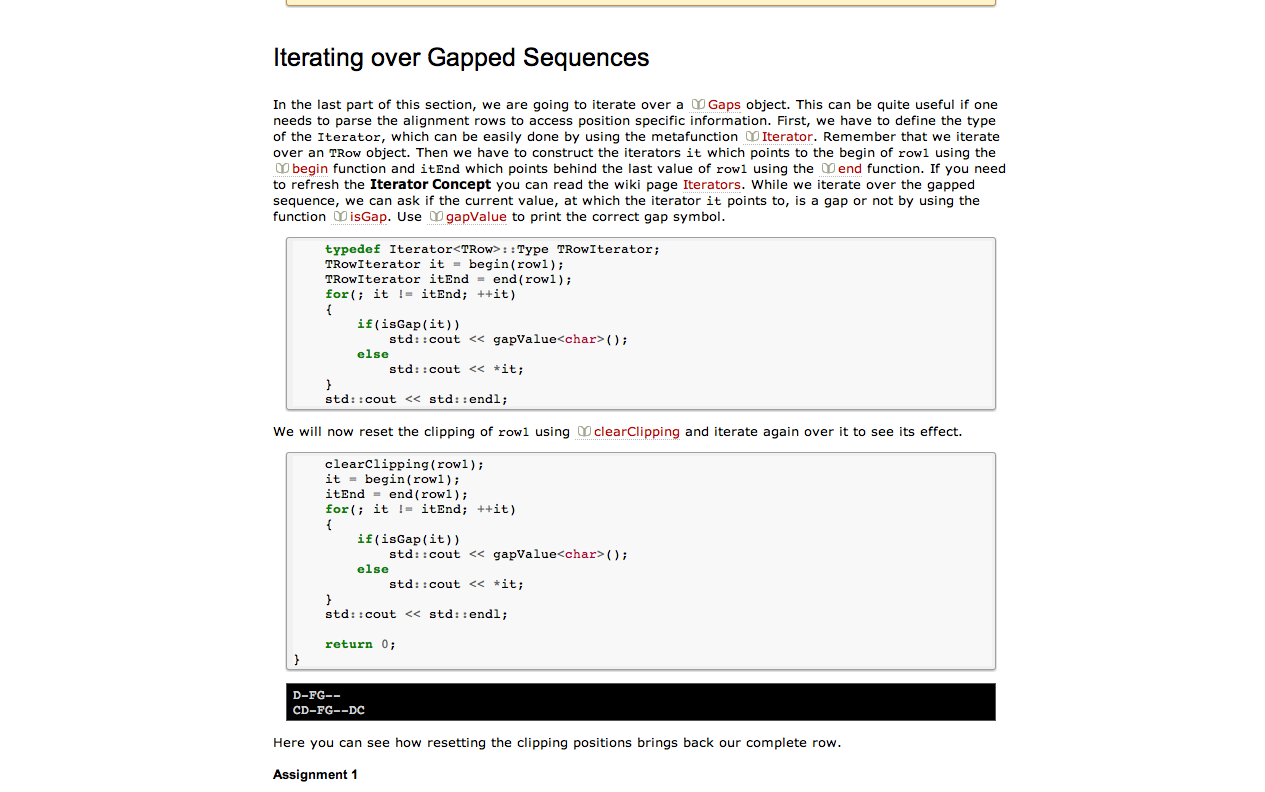 Iterating over Gapped Sequences
In the last part of this section, we are going to iterate over a Gaps object. This can be quite useful if one
needs to parse the alignment rows to access position specific information. First, we have to define the type
of the Iterator, which can be easily done by using the metafunction Iterator. Remember that we iterate
over an TRow object. Then we have to construct the iterators it which points to the begin of row1 using the
begin function and itEnd which points behind the last value of row1 using the end function. If you need
to refresh the Iterator Concept you can read the wiki page Iterators. While we iterate over the gapped
sequence, we can ask if the current value, at which the iterator it points to, is a gap or not by using the
function isGap. Use gapValue to print the correct gap symbol.
typedef Iterator<TRow>::Type TRowIterator;
TRowIterator it = begin(row1);
TRowIterator itEnd = end(row1);
for(; it != itEnd; ++it)
{
if(isGap(it))
std::cout << gapValue<char>();
else
std::cout << *it;
}
std::cout << std::endl;
We will now reset the clipping of row1 using clearClipping and iterate again over it to see its effect.
clearClipping(row1);
it = begin(row1);
itEnd = end(row1);
for(; it != itEnd; ++it)
{
if(isGap(it))
std::cout << gapValue<char>();
else
std::cout << *it;
}
std::cout << std::endl;
return 0;
}
D-FG--
CD-FG--DC
Here you can see how resetting the clipping positions brings back our complete row.
Assignment 1